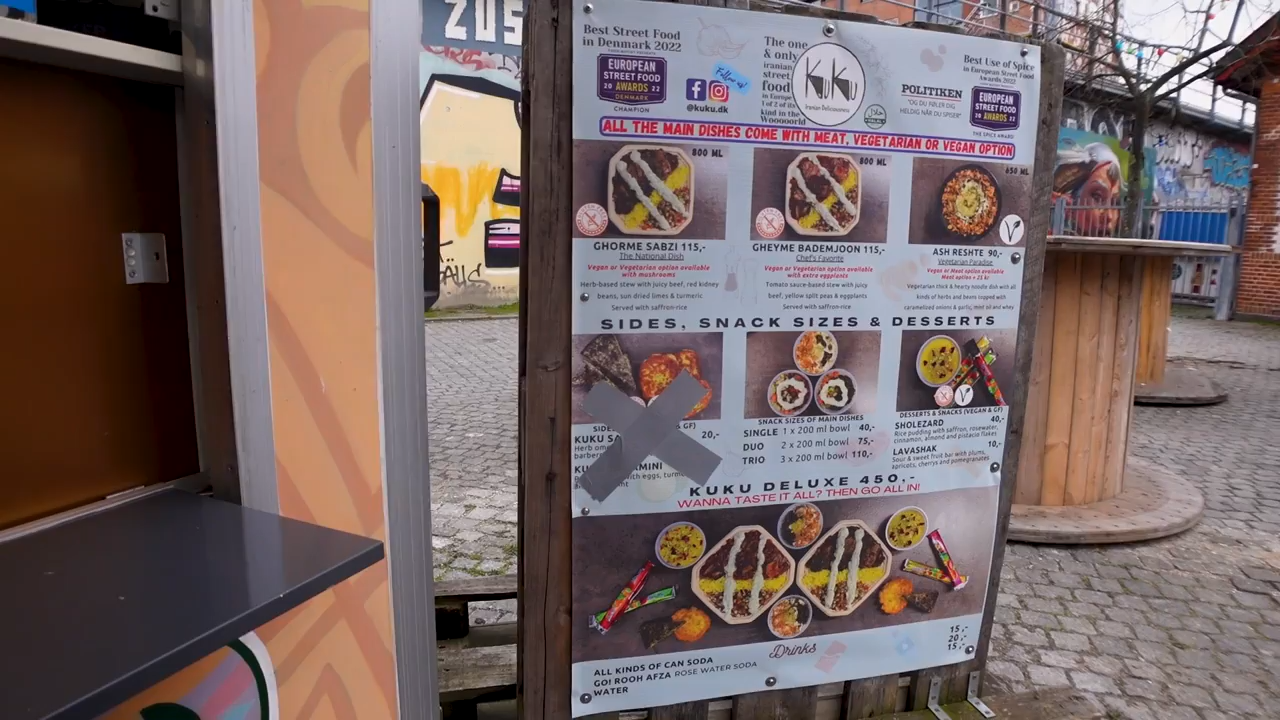 ZUS
Best Street Food
in Denmark 2022
EUROPEAN
STREET FOOD
20 AWARDS 22
DENMARK
CHAMPION
Follow us!
@kuku.dk
The one
& only
iranian
street
food
in Europe
1 of 2 of its
kind in the
Wooooorld
KUKU
POLITIKEN
"OG DU FØLER DIG
HELDIG NÅR DU SPISER"
Best Use of Spice
in European Street Food
Awards 2022
EUROPEAN
STREET FOOD
20 AWARDS 22
THE SPICE AWARD
ALL THE MAIN DISHES COME WITH MEAT, VEGETARIAN OR VEGAN OPTION
800 ML
800 ML
650 ML
GHORME SABZI 115,-
The National Dish
Vegan or Vegetarian option available
with mushrooms
Herb-based stew with juicy beef, red kidney
beans, sun dried limes & turmeric
Served with saffron-rice
GHEYME BADEMJOON 115,-
Chef's Favorite
Vegan or Vegetarian option available
with extra eggplants
Tomato sauce-based stew with juicy
beef, yellow split peas & eggplants
Served with saffron-rice
ASH RESHTE 90,-
Vegetarian Paradise
Vegan or Meat option available
Meat option + 25 kr
Vegetarian thick & hearty noodle dish with all
kinds of herbs and beans topped with
caramelized onions & garlic, mint oil and whey
SIDES, SNACK SIZES & DESSERTS
GF)
KUKU SA
20,-
Herb om
barber
KU AMINI
with eggs, turm
SNACK SIZES OF MAIN DISHES
SINGLE 1 x 200 ml bowl 40,-
DUO 2 x 200 ml bowl 75,-
TRIO 3 x 200 ml bowl 110,-
DESSERTS & SNACKS (VEGAN & GF)
SHOLEZARD 40,-
Rice pudding with saffron, rosewater,
cinnamon, almond and pistacio flakes
LAVASHAK 10,-
Sour & sweet fruit bar with plums,
apricots, cherrys and pomegranates
KUKU DELUXE 450,-
WANNA TASTE IT ALL? THEN GO ALL IN!
Drinks
ALL KINDS OF CAN SODA 15,-
GO! ROOH AFZA ROSE WATER SODA 20,-
WATER 15,-